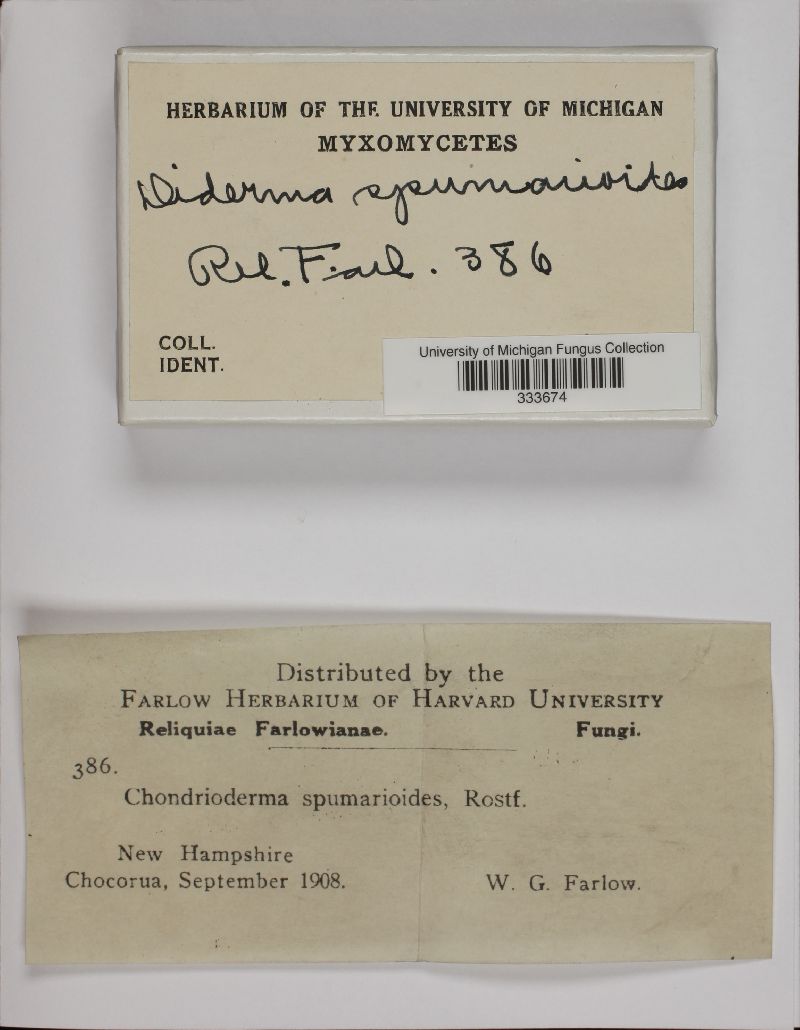 HERBARIUM OF THE UNIVERSITY OF MICHIGAN
MYXOMYCETES
Diderma spumarioides
Rel. Farl. 386
COLL.
IDENT.
University of Michigan Fungus Collection
333674
Distributed by the
FARLOW HERBARIUM OF HARVARD UNIVERSITY
Reliquiae Farlowianae. Fungi.
386.
Chondrioderma spumarioides, Rostf.
New Hampshire
Chocorua, September 1908. W. G. Farlow.